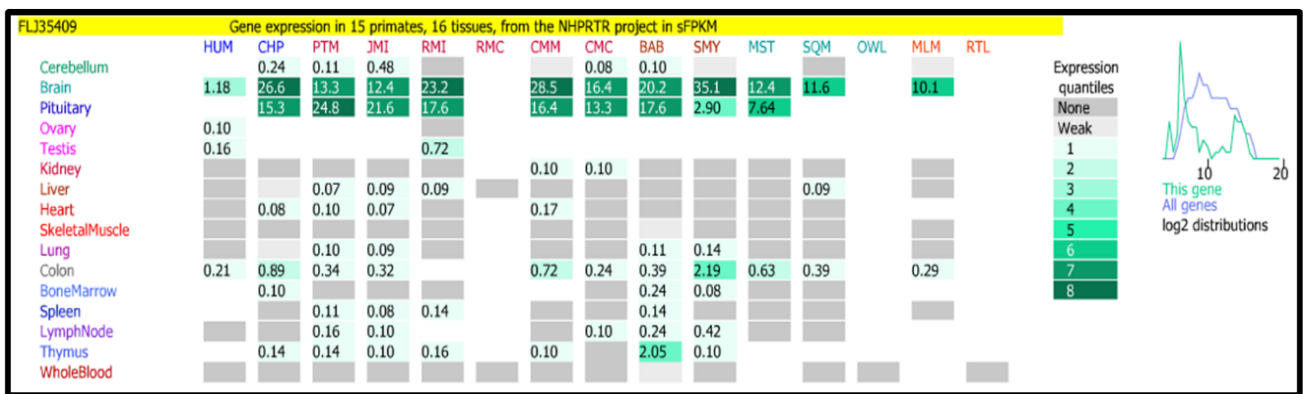 FLJ35409 Gene expression in 15 primates, 16 tissues, from the NHPRTR project in sFPKM
HUM CHP PTM JMI RMI RMC CMM CMC BAB SMY MST SQM OWL MLM RTL
Cerebellum 0.24 0.11 0.48 0.08 0.10
Brain 1.18 26.6 13.3 12.4 23.2 28.5 16.4 20.2 35.1 12.4 11.6 10.1
Pituitary 15.3 24.8 21.6 17.6 16.4 13.3 17.6 2.90 7.64
Ovary 0.10
Testis 0.16 0.72
Kidney 0.10 0.10
Liver 0.07 0.09 0.09 0.09
Heart 0.08 0.10 0.07 0.17
SkeletalMuscle
Lung 0.10 0.09 0.11 0.14
Colon 0.21 0.89 0.34 0.32 0.72 0.24 0.39 2.19 0.63 0.39 0.29
BoneMarrow 0.10 0.24 0.08
Spleen 0.11 0.08 0.14 0.14
LymphNode 0.16 0.10 0.10 0.24 0.42
Thymus 0.14 0.14 0.10 0.16 0.10 2.05 0.10
WholeBlood
Expression
quantiles
None
Weak
1
2
3
4
5
6
7
8
10 20
This gene
All genes
log2 distributions